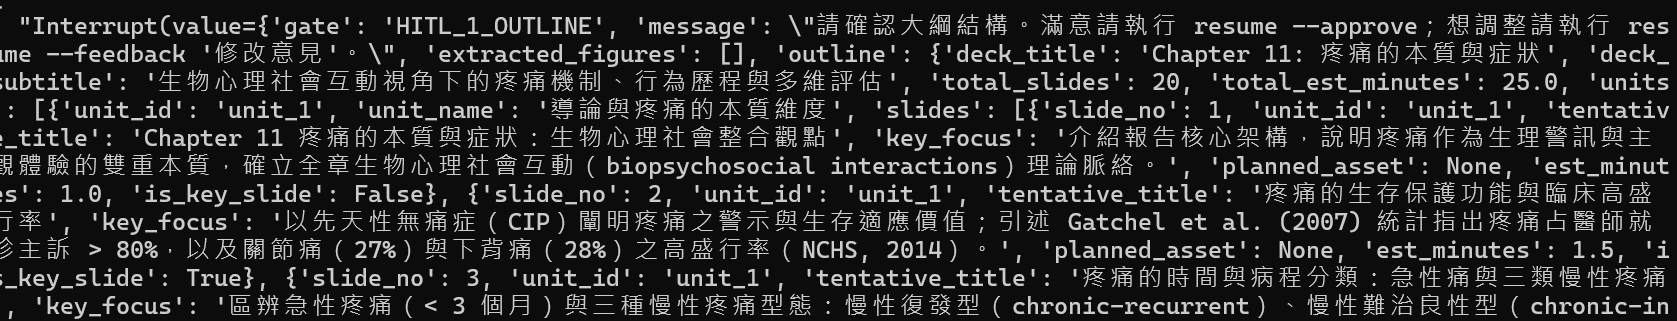 "Interrupt(value={'gate': 'HITL_1_OUTLINE', 'message': \"請確認大綱結構。滿意請執行 resume --approve；想調整請執行 res
ume --feedback '修改意見'。\", 'extracted_figures': [], 'outline': {'deck_title': 'Chapter 11: 疼痛的本質與症狀', 'deck_
subtitle': '生物心理社會互動視角下的疼痛機制、行為歷程與多維評估', 'total_slides': 20, 'total_est_minutes': 25.0, 'units
': [{'unit_id': 'unit_1', 'unit_name': '導論與疼痛的本質維度', 'slides': [{'slide_no': 1, 'unit_id': 'unit_1', 'tentativ
e_title': 'Chapter 11 疼痛的本質與症狀：生物心理社會整合觀點', 'key_focus': '介紹報告核心架構，說明疼痛作為生理警訊與主
觀體驗的雙重本質，確立全章生物心理社會互動（biopsychosocial interactions）理論脈絡。', 'planned_asset': None, 'est_minut
es': 1.0, 'is_key_slide': False}, {'slide_no': 2, 'unit_id': 'unit_1', 'tentative_title': '疼痛的生存保護功能與臨床高盛
行率', 'key_focus': '以先天性無痛症（CIP）闡明疼痛之警示與生存適應價值；引述 Gatchel et al. (2007) 統計指出疼痛占醫師就
診主訴 > 80%，以及關節痛（27%）與下背痛（28%）之高盛行率（NCHS, 2014）。', 'planned_asset': None, 'est_minutes': 1.5, 'i
s_key_slide': True}, {'slide_no': 3, 'unit_id': 'unit_1', 'tentative_title': '疼痛的時間與病程分類：急性痛與三類慢性疼痛
', 'key_focus': '區辨急性疼痛（< 3 個月）與三種慢性疼痛型態：慢性復發型（chronic-recurrent）、慢性難治良性型（chronic-in